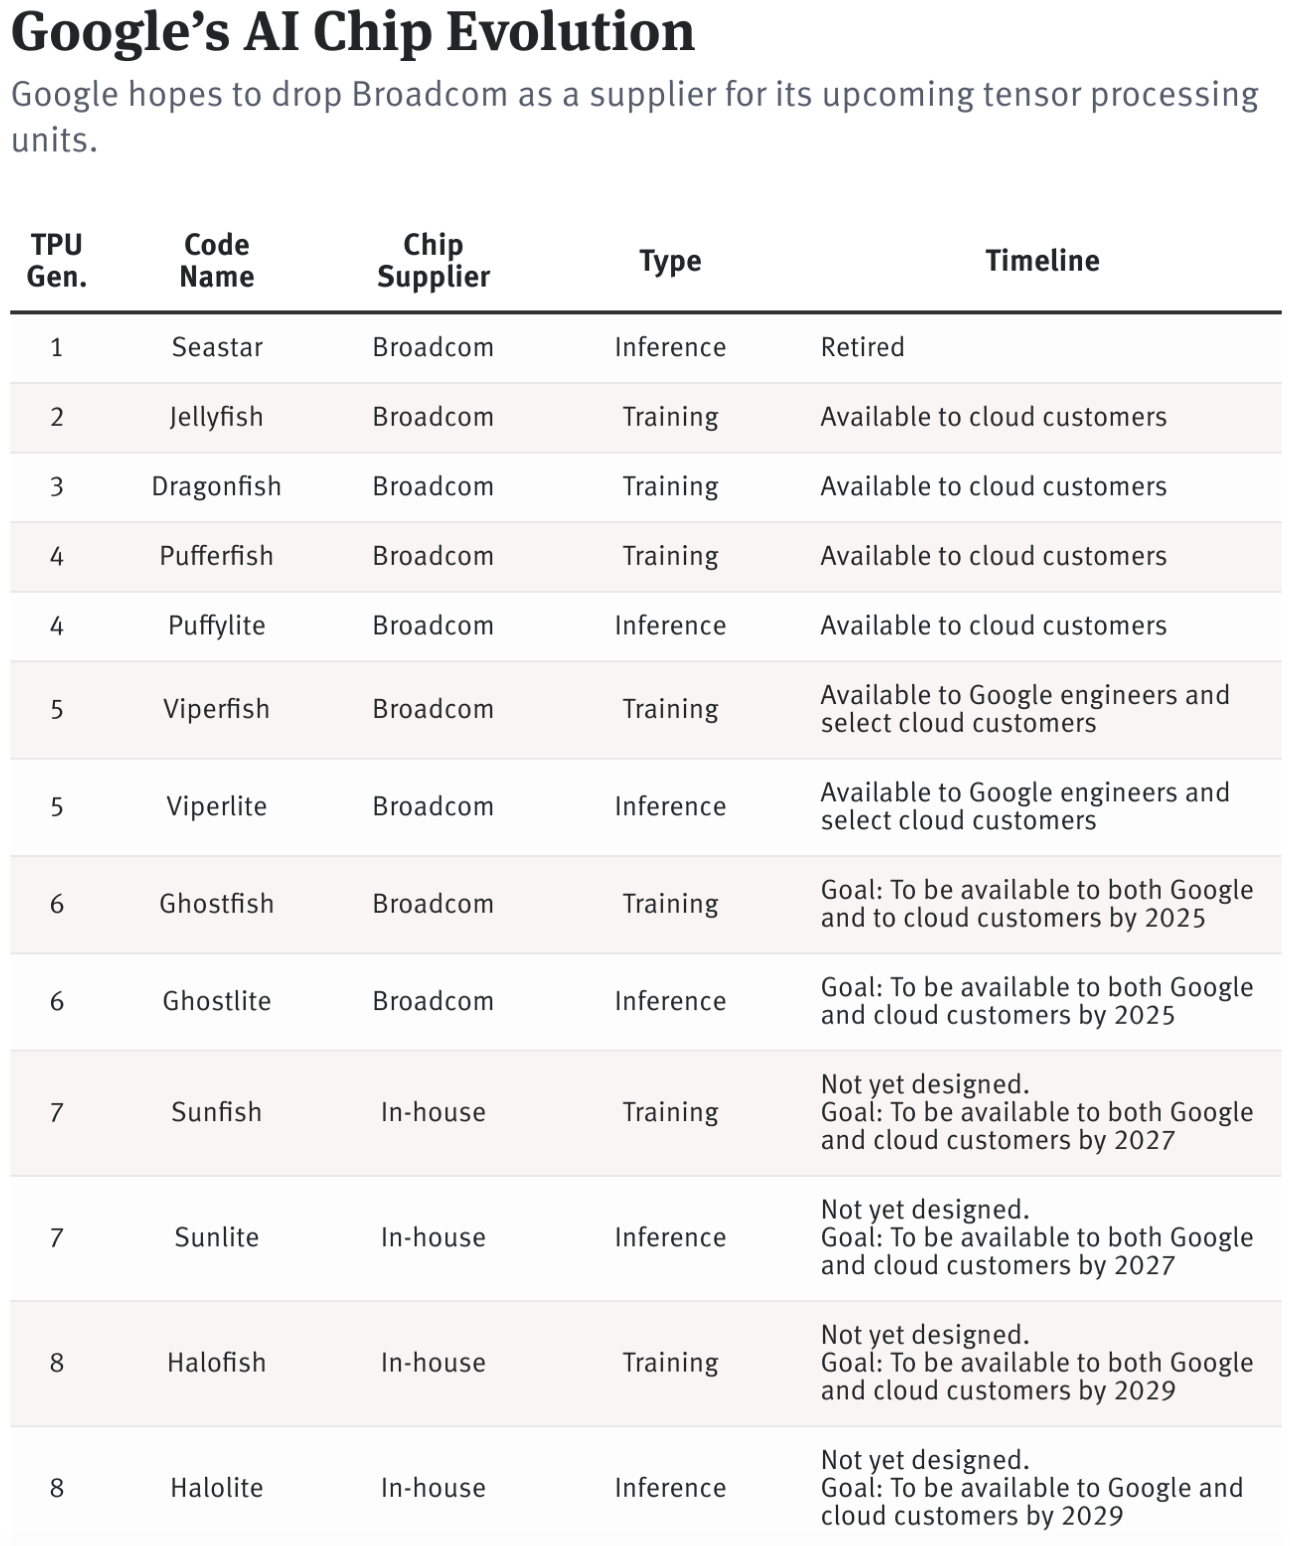 Google’s AI Chip Evolution
Google hopes to drop Broadcom as a supplier for its upcoming tensor processing
units.
TPU Gen. Code Name Chip Supplier Type Timeline
1 Seastar Broadcom Inference Retired
2 Jellyfish Broadcom Training Available to cloud customers
3 Dragonfish Broadcom Training Available to cloud customers
4 Pufferfish Broadcom Training Available to cloud customers
4 Puffylite Broadcom Inference Available to cloud customers
5 Viperfish Broadcom Training Available to Google engineers and
select cloud customers
5 Viperlite Broadcom Inference Available to Google engineers and
select cloud customers
6 Ghostfish Broadcom Training Goal: To be available to both Google
and to cloud customers by 2025
6 Ghostlite Broadcom Inference Goal: To be available to both Google
and cloud customers by 2025
7 Sunfish In-house Training Not yet designed.
Goal: To be available to both Google
and cloud customers by 2027
7 Sunlite In-house Inference Not yet designed.
Goal: To be available to both Google
and cloud customers by 2027
8 Halofish In-house Training Not yet designed.
Goal: To be available to both Google
and cloud customers by 2029
8 Halolite In-house Inference Not yet designed.
Goal: To be available to Google and
cloud customers by 2029